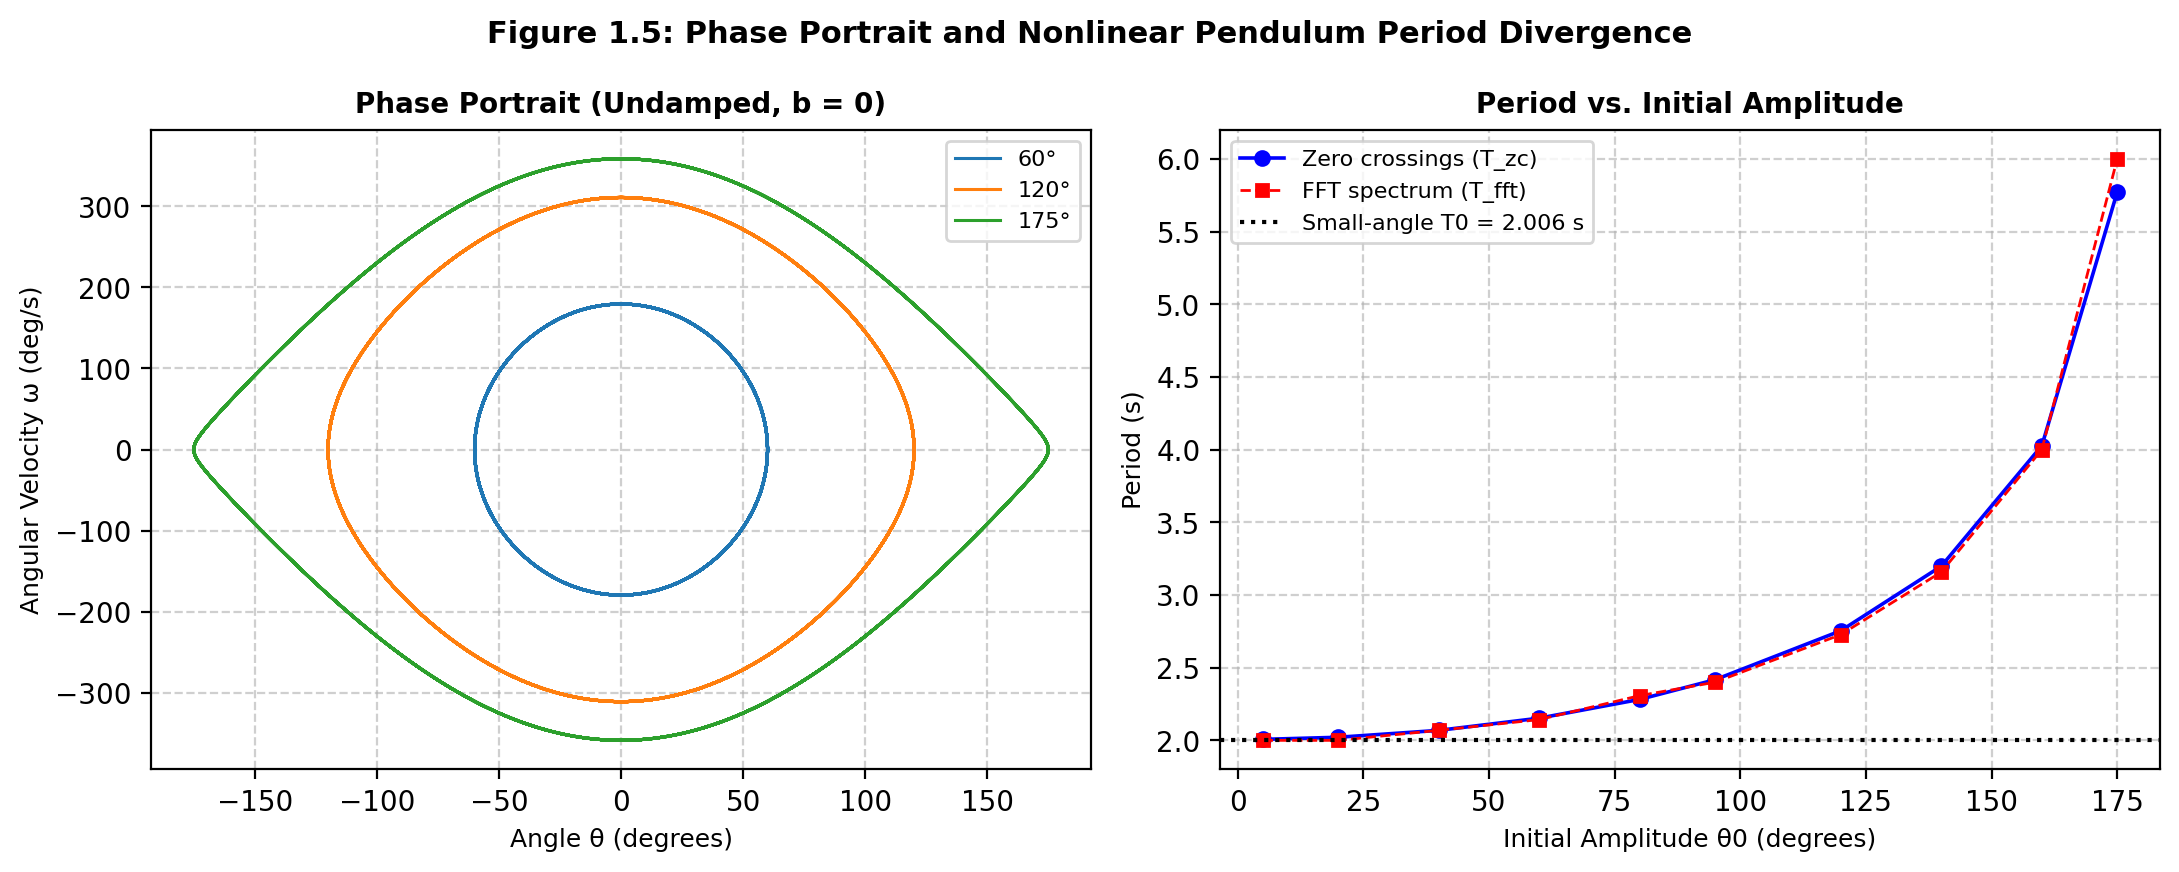 Figure 1.5: Phase Portrait and Nonlinear Pendulum Period Divergence
Phase Portrait (Undamped, b = 0)
60°
120°
175°
300
200
100
0
−100
−200
−300
Angular Velocity ω (deg/s)
−150 −100 −50 0 50 100 150
Angle θ (degrees)
Period vs. Initial Amplitude
Zero crossings (T_zc)
FFT spectrum (T_fft)
Small-angle T0 = 2.006 s
6.0
5.5
5.0
4.5
4.0
3.5
3.0
2.5
2.0
Period (s)
0 25 50 75 100 125 150 175
Initial Amplitude θ0 (degrees)